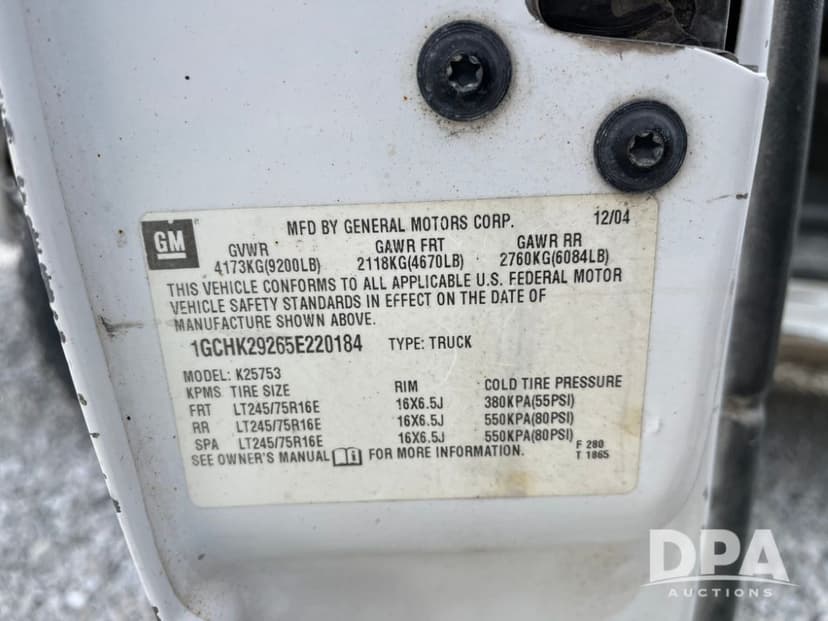 GM
MFD BY GENERAL MOTORS CORP. 12/04
GVWR GAWR FRT GAWR RR
4173KG(9200LB) 2118KG(4670LB) 2760KG(6084LB)
THIS VEHICLE CONFORMS TO ALL APPLICABLE U.S. FEDERAL MOTOR
VEHICLE SAFETY STANDARDS IN EFFECT ON THE DATE OF
MANUFACTURE SHOWN ABOVE.
1GCHK29265E220184 TYPE: TRUCK
MODEL: K25753
KPMS TIRE SIZE RIM COLD TIRE PRESSURE
FRT LT245/75R16E 16X6.5J 380KPA(55PSI)
RR LT245/75R16E 16X6.5J 550KPA(80PSI)
SPA LT245/75R16E 16X6.5J 550KPA(80PSI)
SEE OWNER'S MANUAL FOR MORE INFORMATION.
F 280
T 1865
DPA
AUCTIONS